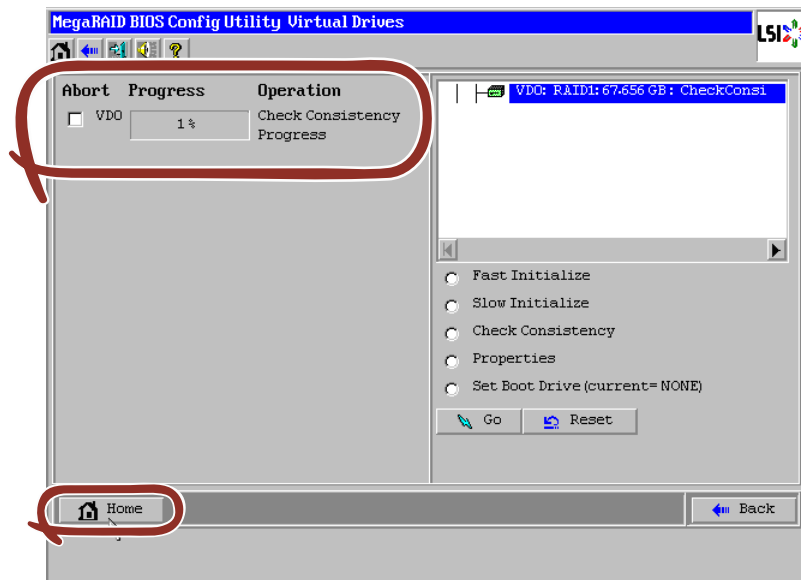 MegaRAID BIOS Config Utility Virtual Drives
LSI
Abort Progress Operation
VD0 1% Check Consistency
Progress
VD0: RAID1: 67.656 GB: CheckConsi
Fast Initialize
Slow Initialize
Check Consistency
Properties
Set Boot Drive (current= NONE)
Go Reset
Home Back